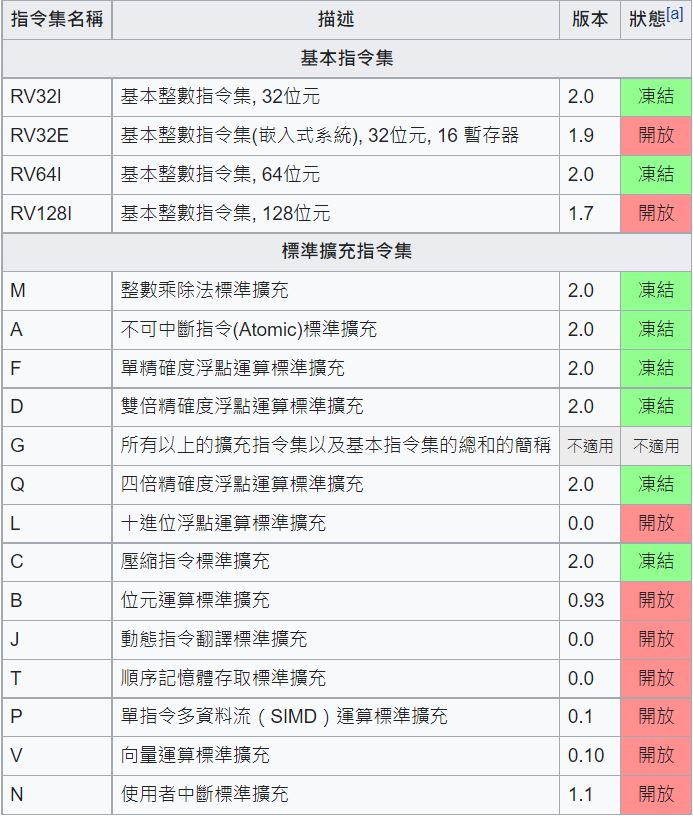 指令集名稱 描述 版本 狀態[a]
基本指令集
RV32I 基本整數指令集, 32位元 2.0 凍結
RV32E 基本整數指令集(嵌入式系統), 32位元, 16 暫存器 1.9 開放
RV64I 基本整數指令集, 64位元 2.0 凍結
RV128I 基本整數指令集, 128位元 1.7 開放
標準擴充指令集
M 整數乘除法標準擴充 2.0 凍結
A 不可中斷指令(Atomic)標準擴充 2.0 凍結
F 單精確度浮點運算標準擴充 2.0 凍結
D 雙倍精確度浮點運算標準擴充 2.0 凍結
G 所有以上的擴充指令集以及基本指令集的總和的簡稱 不適用 不適用
Q 四倍精確度浮點運算標準擴充 2.0 凍結
L 十進位浮點運算標準擴充 0.0 開放
C 壓縮指令標準擴充 2.0 凍結
B 位元運算標準擴充 0.93 開放
J 動態指令翻譯標準擴充 0.0 開放
T 順序記憶體存取標準擴充 0.0 開放
P 單指令多資料流（SIMD）運算標準擴充 0.1 開放
V 向量運算標準擴充 0.10 開放
N 使用者中斷標準擴充 1.1 開放